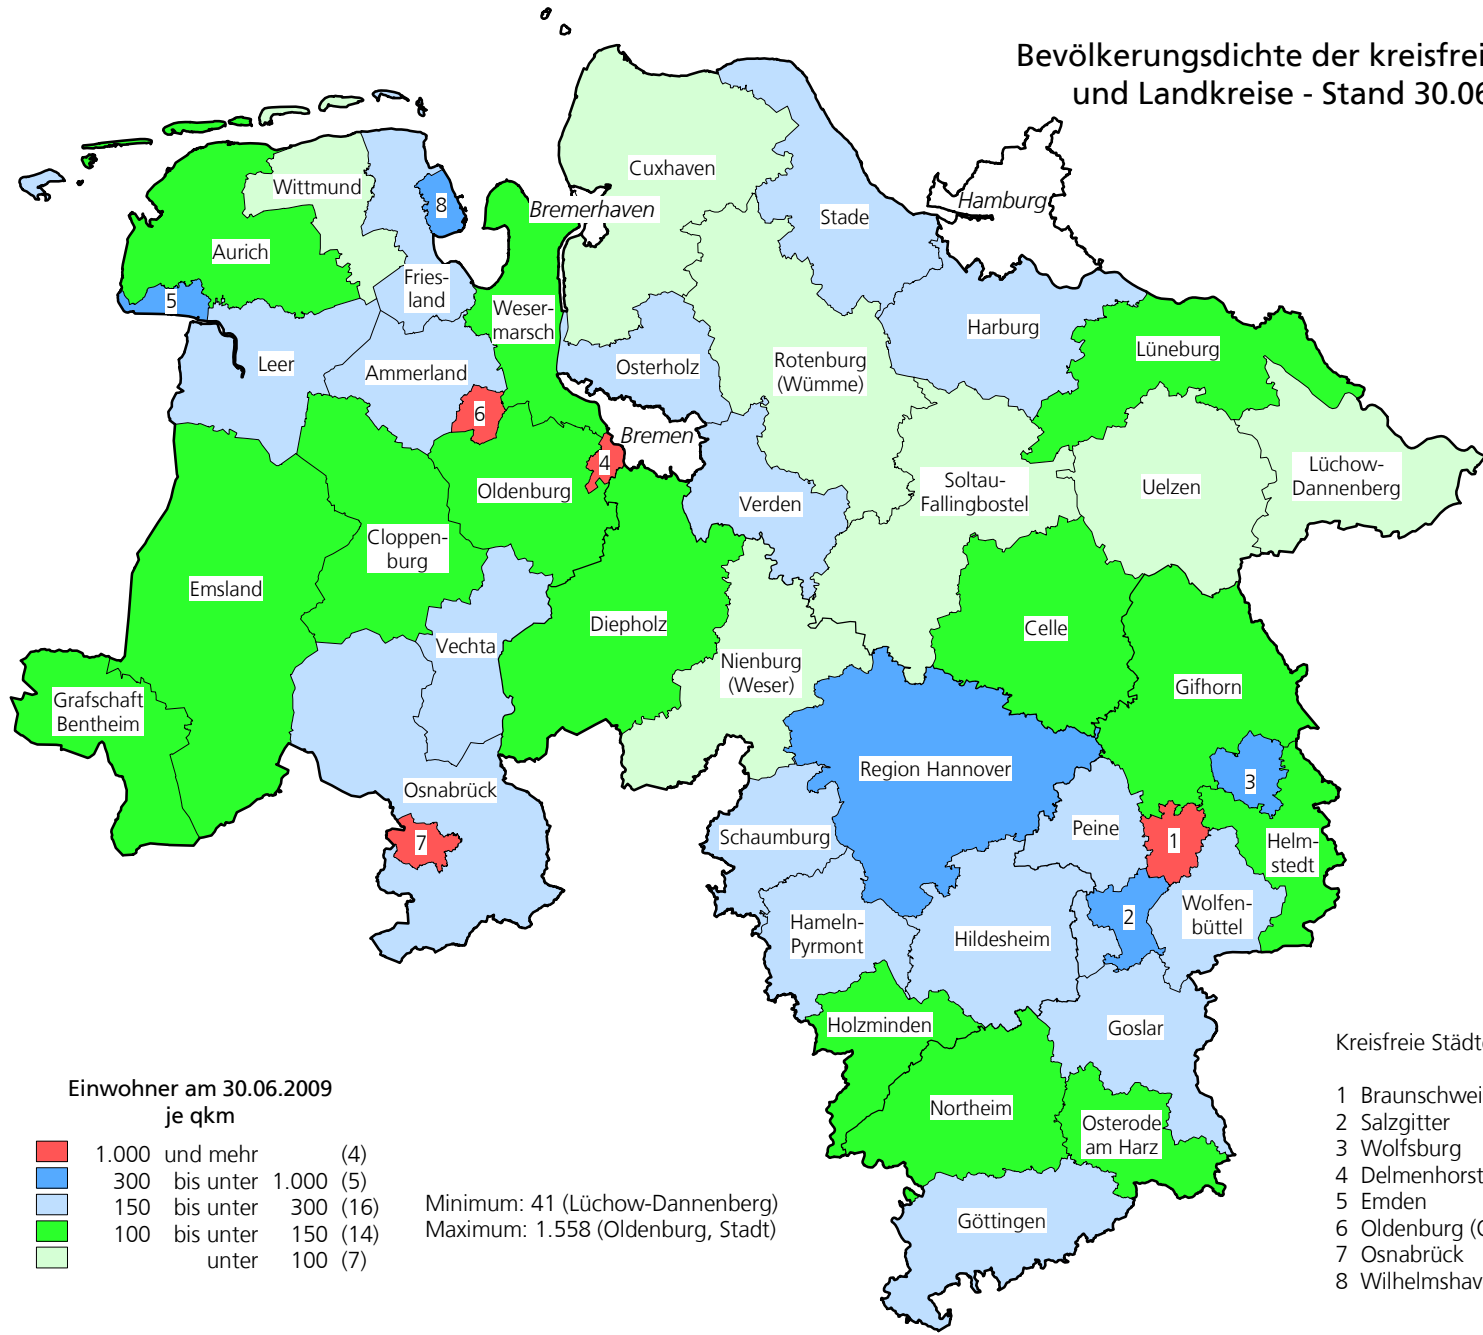 Bevölkerungsdichte der kreisfrei
und Landkreise - Stand 30.06
Cuxhaven
Wittmund
8
Bremerhaven
Stade
Hamburg
Aurich
Fries-
land
5
Weser-
marsch
Harburg
Lüneburg
Leer
Ammerland
Osterholz
Rotenburg
(Wümme)
6
Bremen
4
Oldenburg
Verden
Soltau-
Fallingbostel
Uelzen
Lüchow-
Dannenberg
Cloppen-
burg
Emsland
Diepholz
Celle
Vechta
Nienburg
(Weser)
Gifhorn
Grafschaft
Bentheim
Region Hannover
3
Osnabrück
7
Schaumburg
Peine
1
Helm-
stedt
Hameln-
Pyrmont
Hildesheim
2
Wolfen-
büttel
Holzminden
Goslar
Northeim
Osterode
am Harz
Göttingen
Einwohner am 30.06.2009
je qkm
1.000 und mehr (4)
300 bis unter 1.000 (5)
150 bis unter 300 (16)
100 bis unter 150 (14)
unter 100 (7)
Minimum: 41 (Lüchow-Dannenberg)
Maximum: 1.558 (Oldenburg, Stadt)
Kreisfreie Städt
1 Braunschwei
2 Salzgitter
3 Wolfsburg
4 Delmenhorst
5 Emden
6 Oldenburg (
7 Osnabrück
8 Wilhelmshav